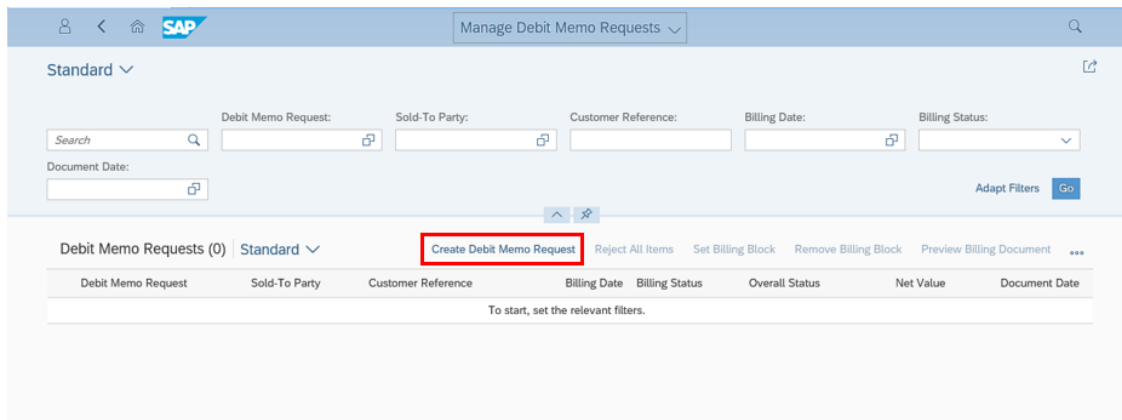 SAP
Manage Debit Memo Requests
Standard
Debit Memo Request: Sold-To Party: Customer Reference: Billing Date: Billing Status:
Search
Document Date:
Adapt Filters Go
Debit Memo Requests (0) Standard Create Debit Memo Request Reject All Items Set Billing Block Remove Billing Block Preview Billing Document
Debit Memo Request Sold-To Party Customer Reference Billing Date Billing Status Overall Status Net Value Document Date
To start, set the relevant filters.